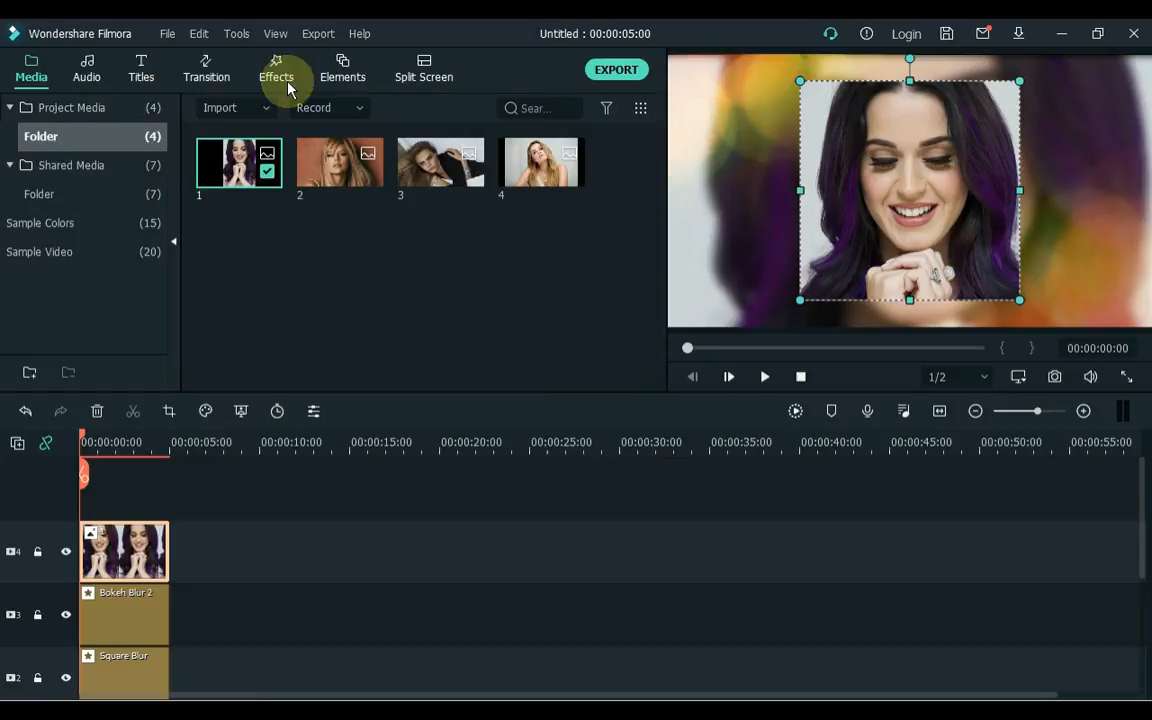 Wondershare Filmora File Edit Tools View Export Help Untitled : 00:00:05:00 Login
Media Audio Titles Transition Effects Elements Split Screen EXPORT
Project Media (4) Import Record Sear...
Folder (4)
Shared Media (7)
Folder (7) 1 2 3 4
Sample Colors (15)
Sample Video (20)
{ } 00:00:00:00
1/2
00:00:00:00 00:00:05:00 00:00:10:00 00:00:15:00 00:00:20:00 00:00:25:00 00:00:30:00 00:00:35:00 00:00:40:00 00:00:45:00 00:00:50:00 00:00:55:00
4
3 Bokeh Blur 2
2 Square Blur